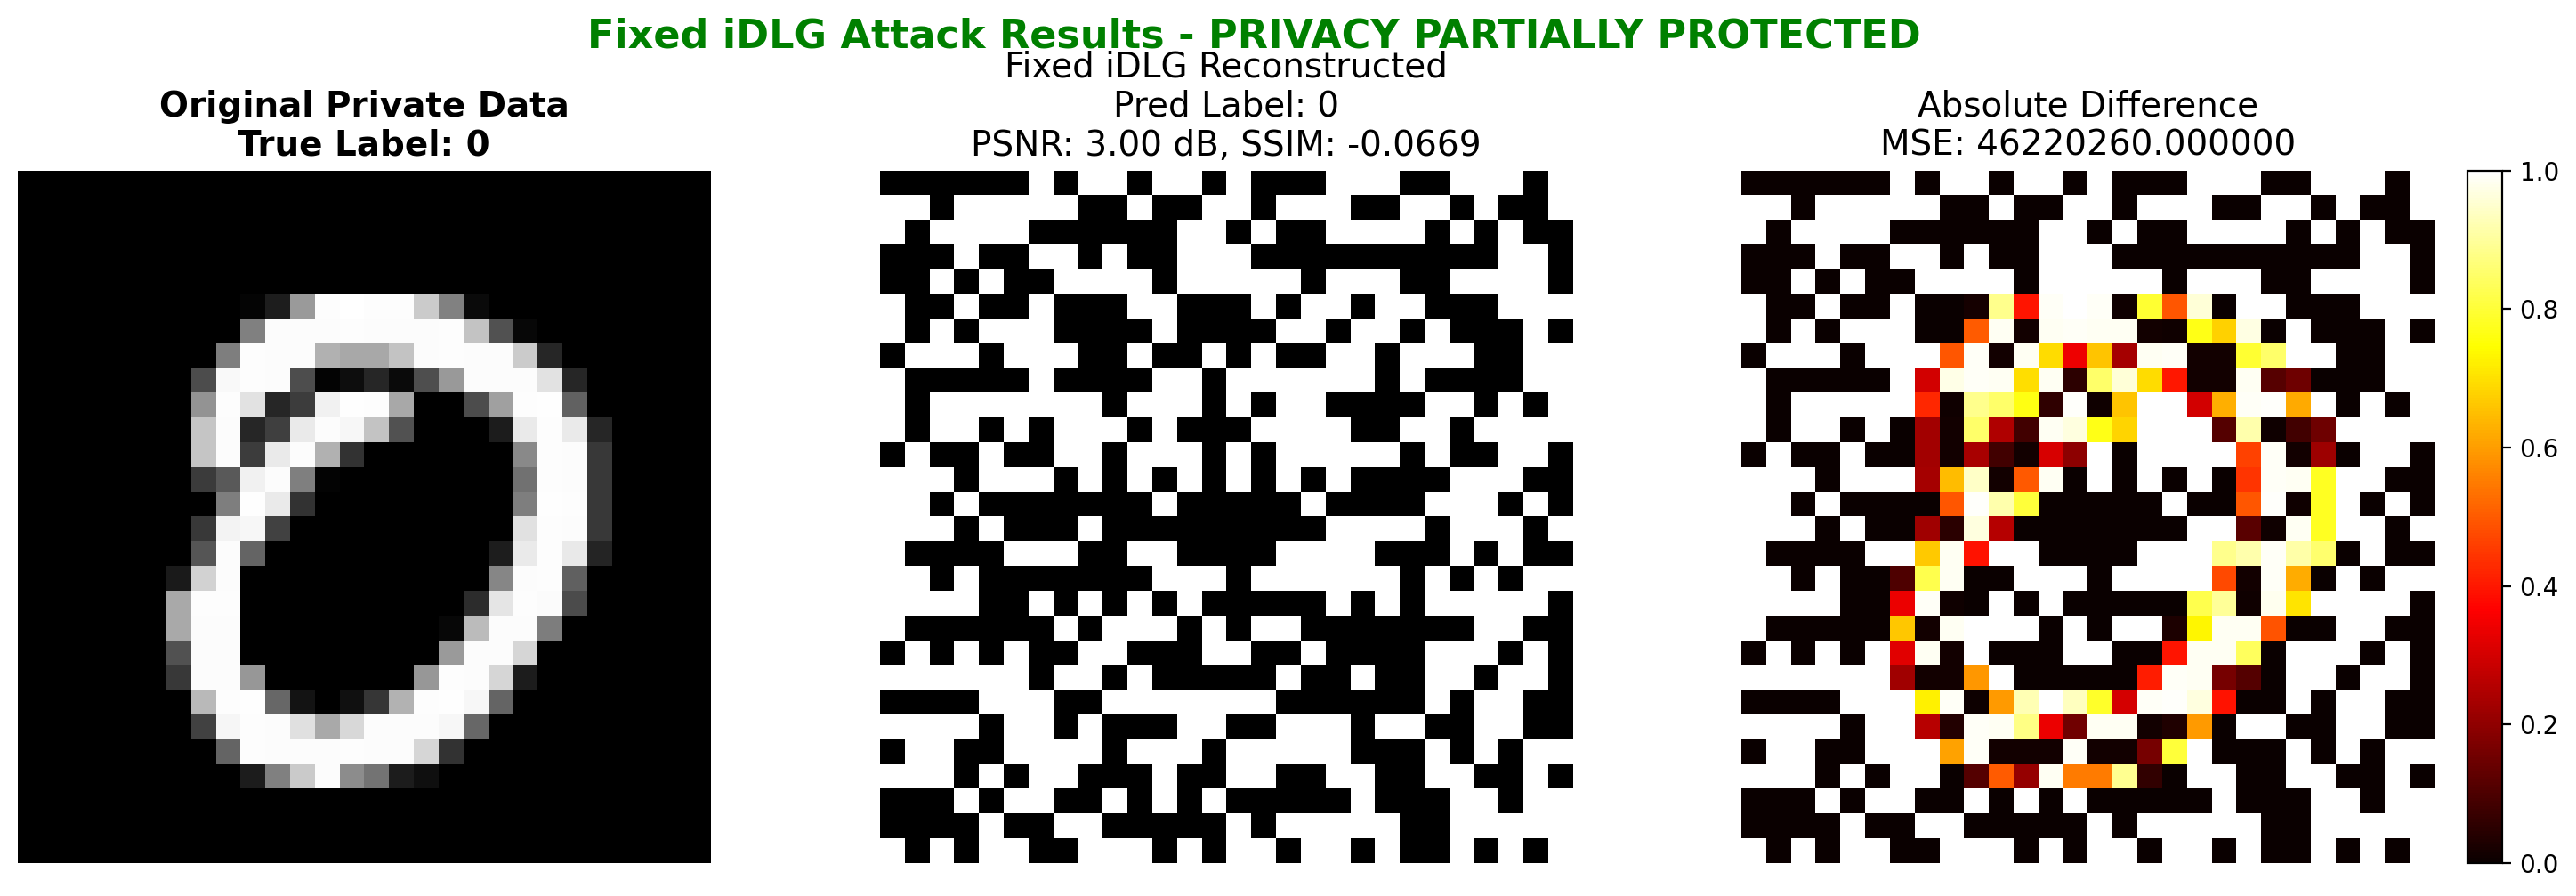 Fixed iDLG Attack Results - PRIVACY PARTIALLY PROTECTED
Original Private Data
True Label: 0
Fixed iDLG Reconstructed
Pred Label: 0
PSNR: 3.00 dB, SSIM: -0.0669
Absolute Difference
MSE: 46220260.000000
1.0
0.8
0.6
0.4
0.2
0.0